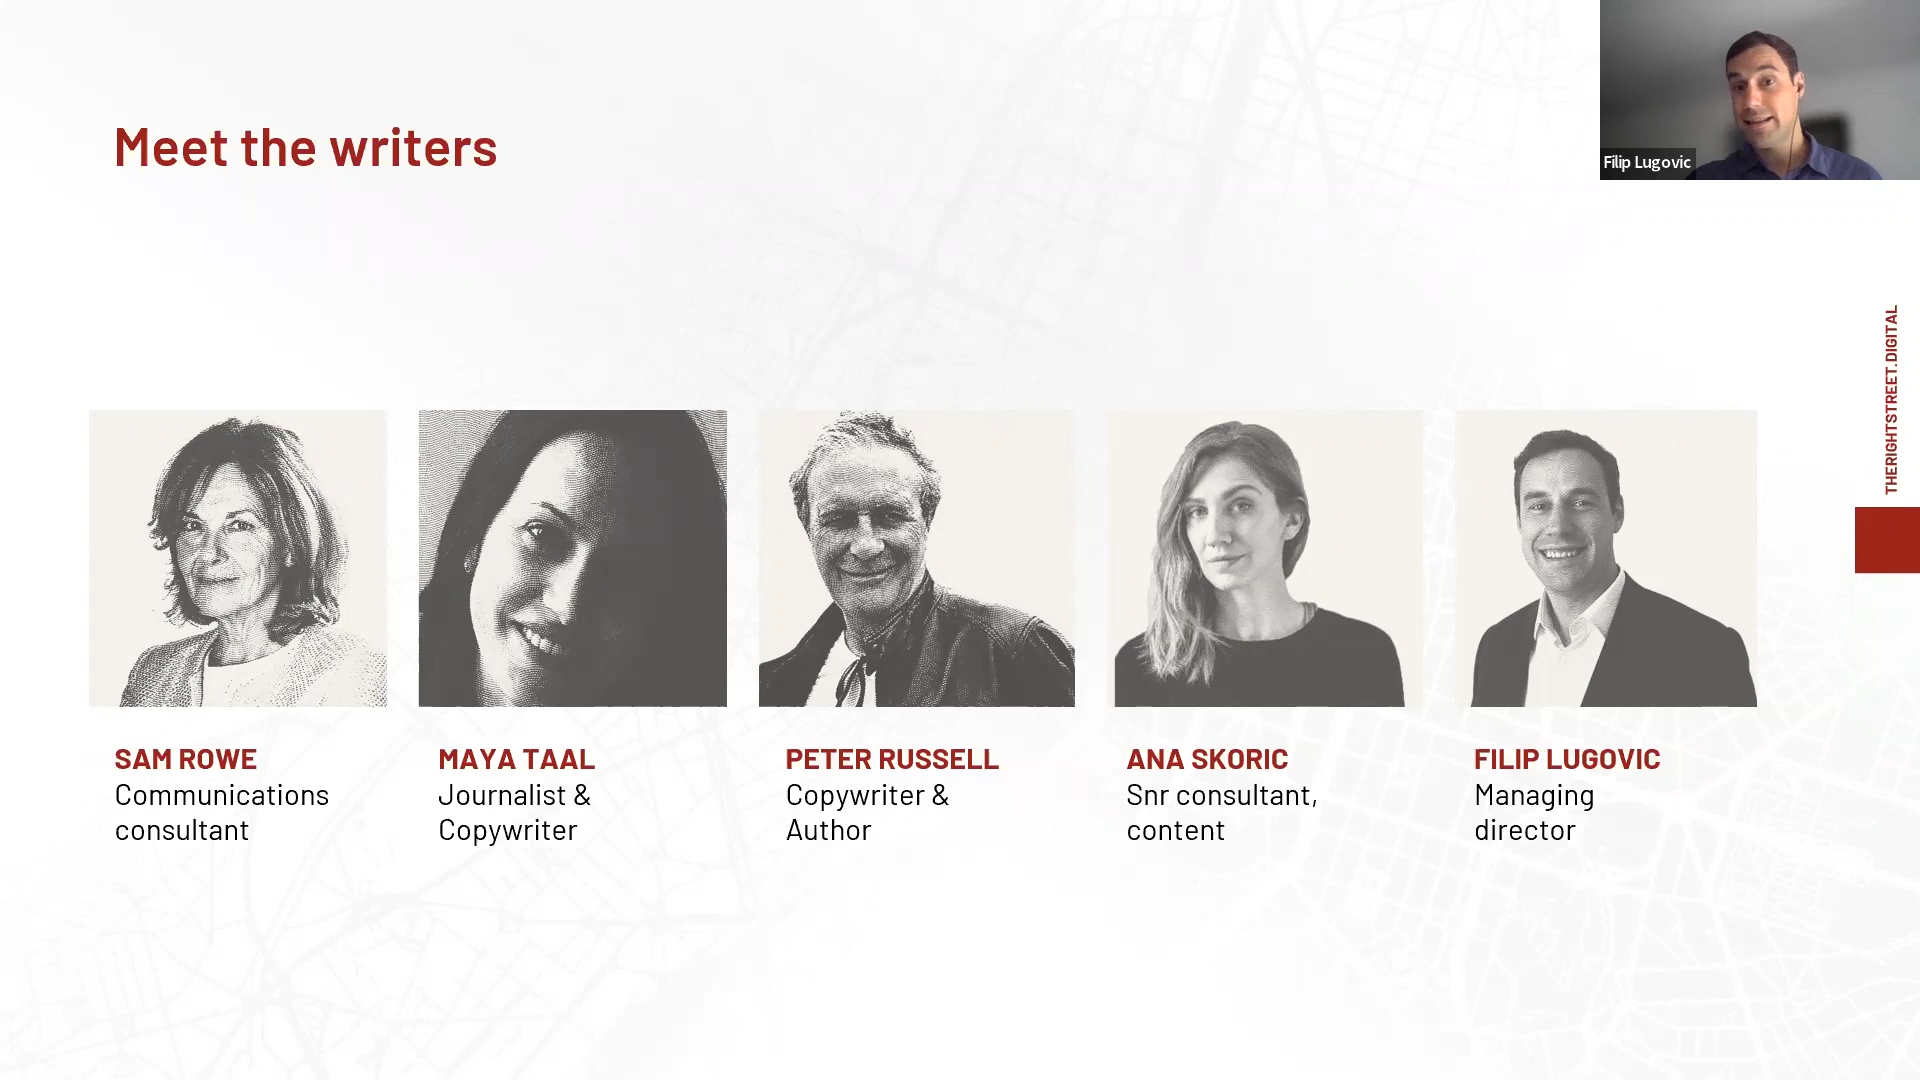 Meet the writers
Filip Lugovic
THERIGHTSTREET.DIGITAL
SAM ROWE
Communications
consultant
MAYA TAAL
Journalist &
Copywriter
PETER RUSSELL
Copywriter &
Author
ANA SKORIC
Snr consultant,
content
FILIP LUGOVIC
Managing
director